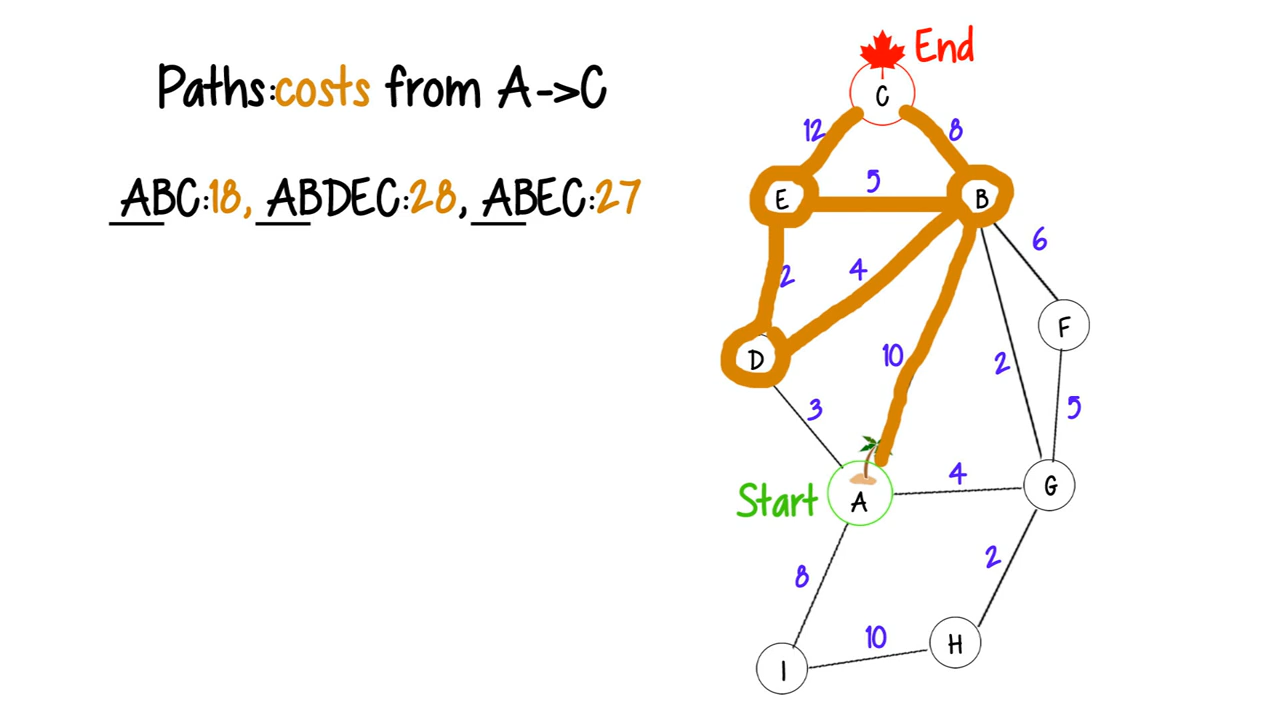 End
Paths:costs from A->C
C
12
8
ABC:18, ABDEC:28, ABEC:27
5
E
B
6
2
4
F
D
10
2
3
5
4
G
Start
A
8
2
10
H
I